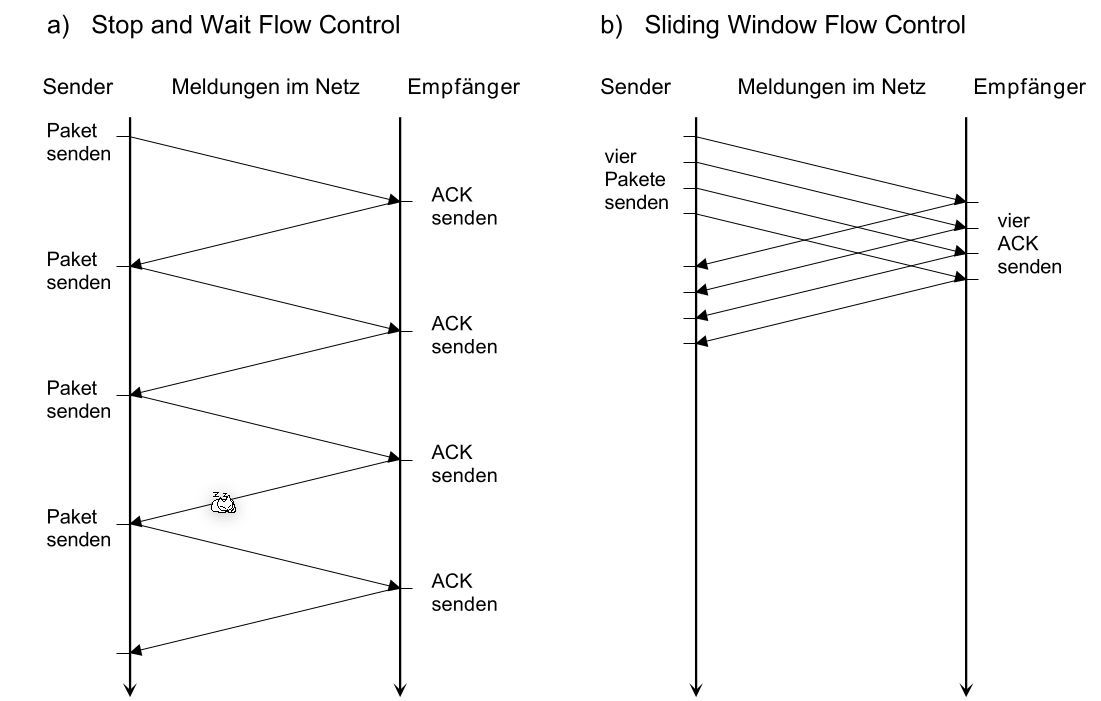 a) Stop and Wait Flow Control
Sender Meldungen im Netz Empfänger
Paket
senden
ACK
senden
Paket
senden
ACK
senden
Paket
senden
ACK
senden
Paket
senden
ACK
senden
b) Sliding Window Flow Control
Sender Meldungen im Netz Empfänger
vier
Pakete
senden
vier
ACK
senden